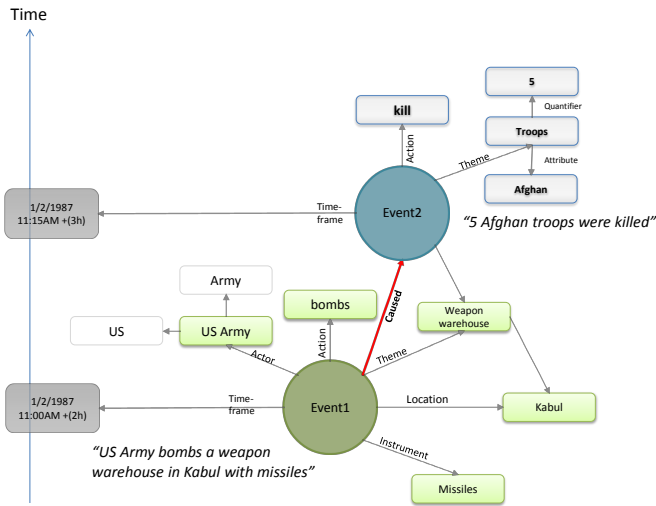 Time
5
kill
Quantifier
Troops
Action
Theme
Attribute
Afghan
1/2/1987
11:15AM +(3h)
Time-
frame
Event2
“5 Afghan troops were killed”
Army
bombs
Caused
Weapon
warehouse
US
US Army
Action
Theme
Actor
1/2/1987
11:00AM +(2h)
Time-
frame
Event1
Location
Kabul
“US Army bombs a weapon
warehouse in Kabul with missiles”
Instrument
Missiles